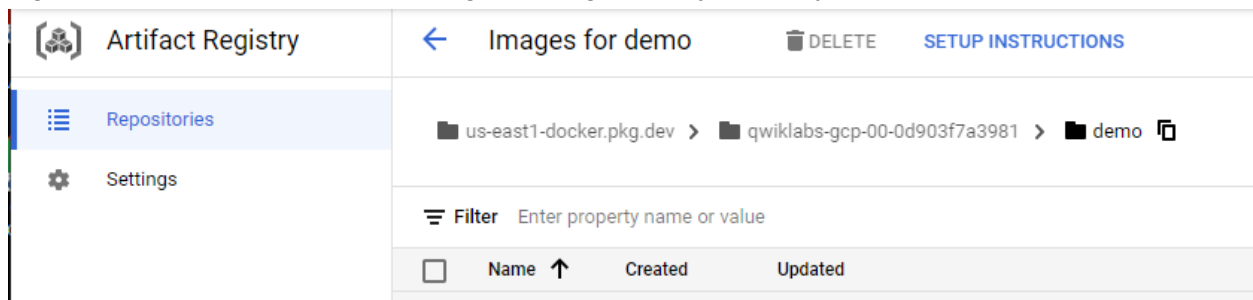 Artifact Registry
Images for demo
DELETE
SETUP INSTRUCTIONS
Repositories
Settings
us-east1-docker.pkg.dev > qwiklabs-gcp-00-0d903f7a3981 > demo
Filter Enter property name or value
Name ↑ Created Updated